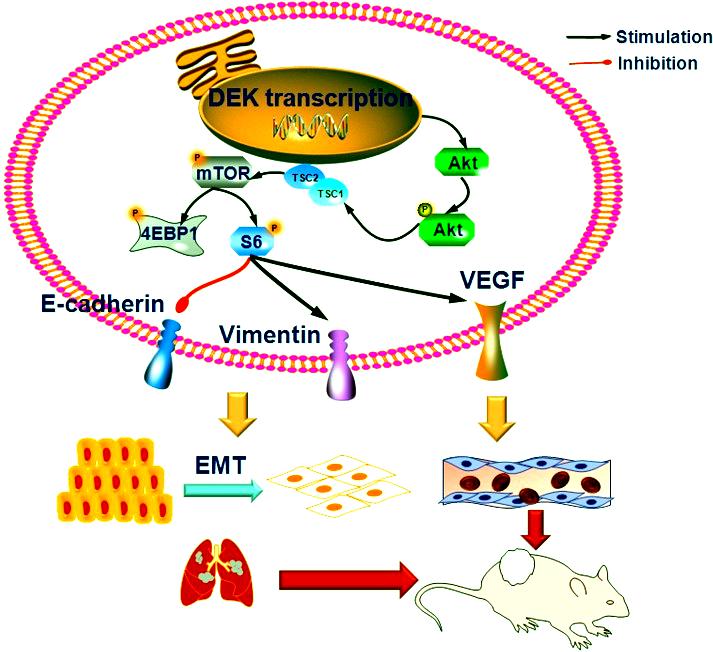 Stimulation
Inhibition
DEK transcription
Akt
P
Akt
TSC2
TSC1
P
mTOR
P
4EBP1
P
S6
E-cadherin
Vimentin
VEGF
EMT